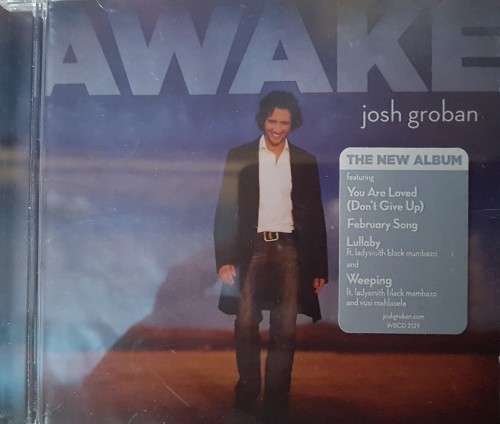 AWAKE
josh groban
THE NEW ALBUM
featuring
You Are Loved
(Don't Give Up)
February Song
Lullaby
ft. ladysmith black mambazo
and
Weeping
ft. ladysmith black mambazo
and vusi mahlasela
joshgroban.com